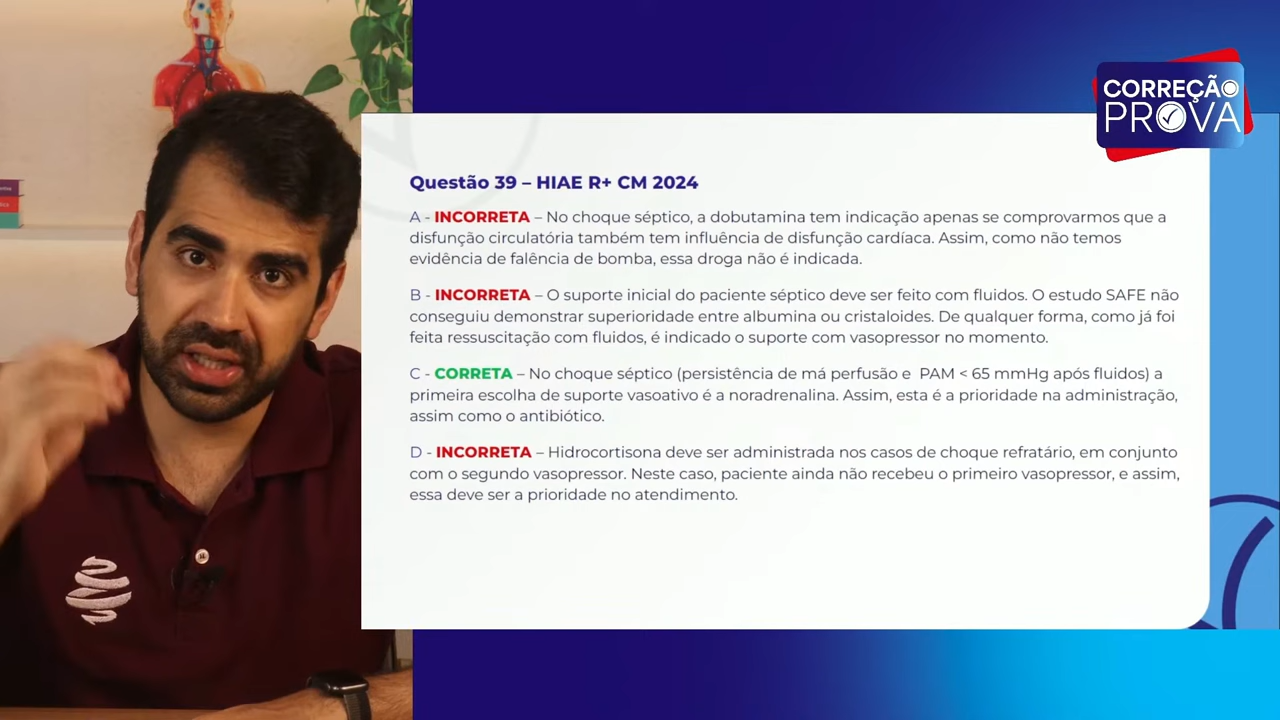 CORREÇÃO
PROVA
Questão 39 – HIAE R+ CM 2024
A - INCORRETA – No choque séptico, a dobutamina tem indicação apenas se comprovarmos que a
disfunção circulatória também tem influência de disfunção cardíaca. Assim, como não temos
evidência de falência de bomba, essa droga não é indicada.
B - INCORRETA – O suporte inicial do paciente séptico deve ser feito com fluidos. O estudo SAFE não
conseguiu demonstrar superioridade entre albumina ou cristaloides. De qualquer forma, como já foi
feita ressuscitação com fluidos, é indicado o suporte com vasopressor no momento.
C - CORRETA – No choque séptico (persistência de má perfusão e  PAM < 65 mmHg após fluidos) a
primeira escolha de suporte vasoativo é a noradrenalina. Assim, esta é a prioridade na administração,
assim como o antibiótico.
D - INCORRETA – Hidrocortisona deve ser administrada nos casos de choque refratário, em conjunto
com o segundo vasopressor. Neste caso, paciente ainda não recebeu o primeiro vasopressor, e assim,
essa deve ser a prioridade no atendimento.